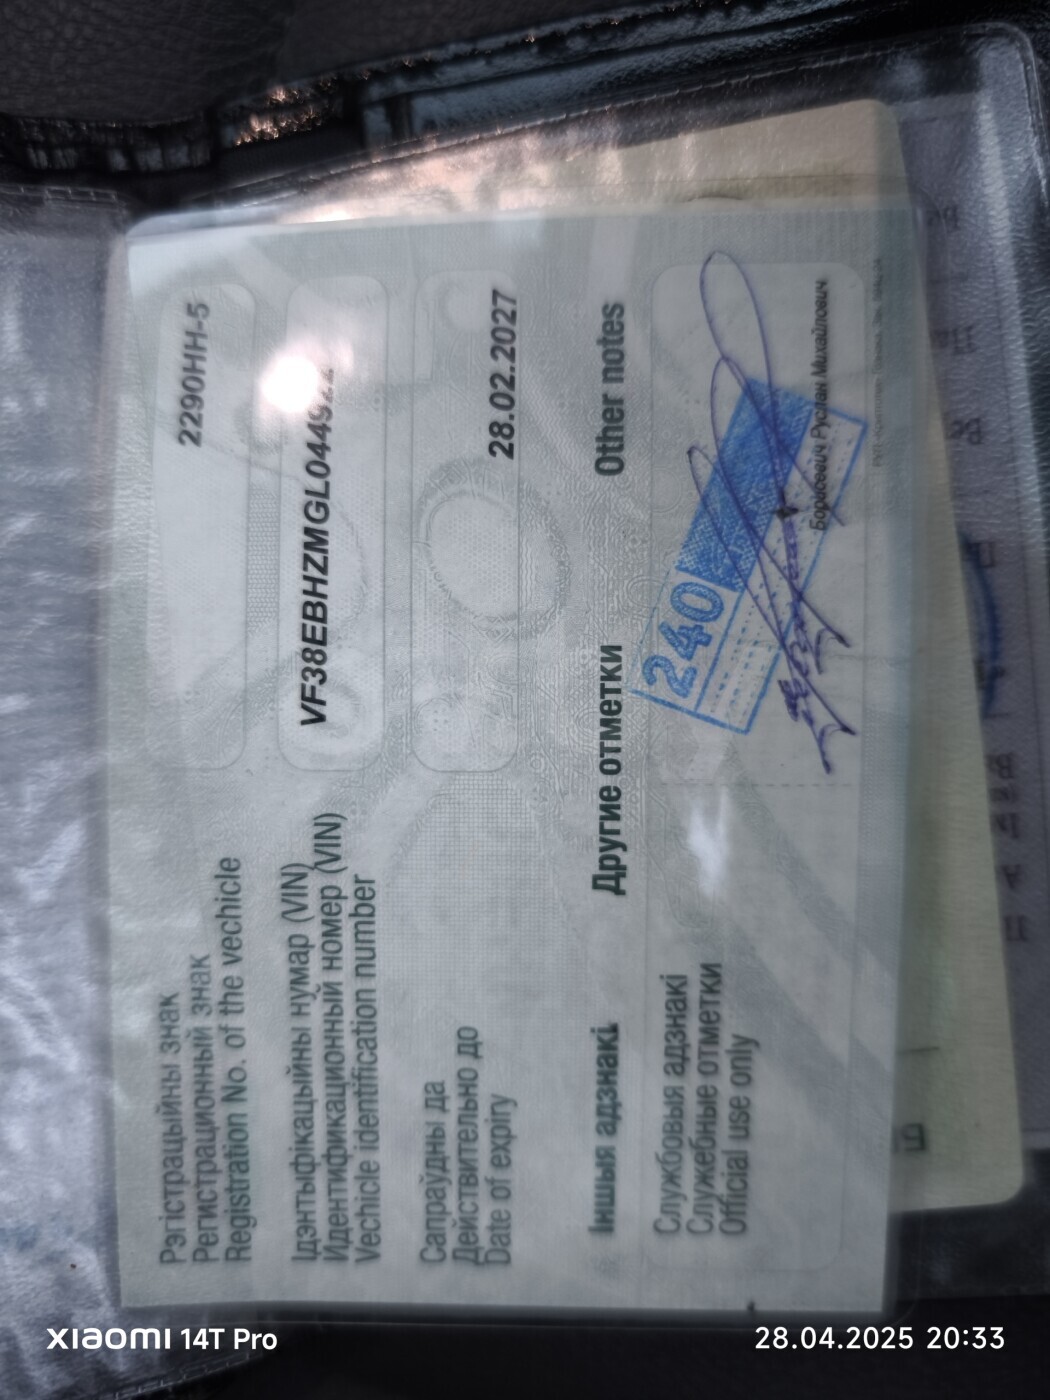 Рэгістрацыйны знак
Регистрационный знак
Registration No. of the vechicle
2290HH-5
Ідэнтыфікацыйны нумар (VIN)
Идентификационный номер (VIN)
Vechicle identification number
Сапраўдны да
Действительно до
Date of expiry
28.02.2027
Іншыя адзнакі
Другие отметки
Other notes
Службовыя адзнакі
Служебные отметки
Official use only
240
Борисевич Руслан Михайлович
XIAOMI 14T Pro
28.04.2025 20:33